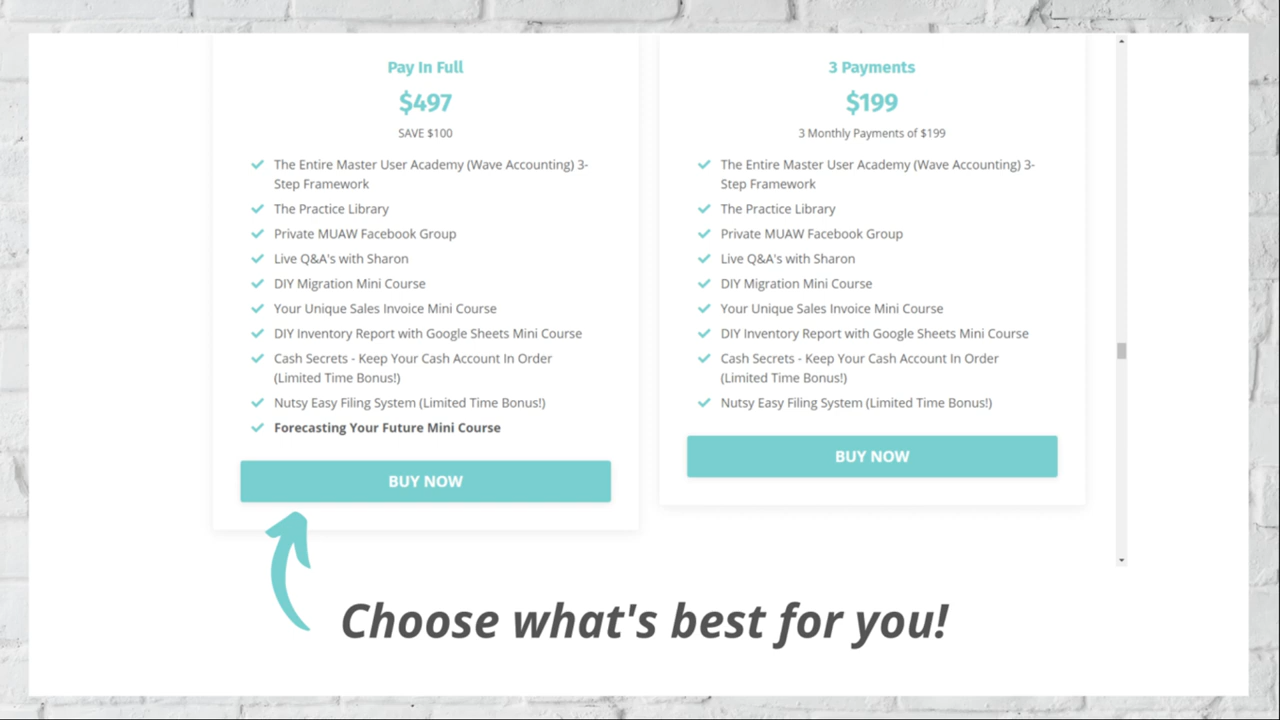 Pay In Full
$497
SAVE $100
The Entire Master User Academy (Wave Accounting) 3-
Step Framework
The Practice Library
Private MUAW Facebook Group
Live Q&A's with Sharon
DIY Migration Mini Course
Your Unique Sales Invoice Mini Course
DIY Inventory Report with Google Sheets Mini Course
Cash Secrets - Keep Your Cash Account In Order
(Limited Time Bonus!)
Nutsy Easy Filing System (Limited Time Bonus!)
Forecasting Your Future Mini Course
BUY NOW
3 Payments
$199
3 Monthly Payments of $199
The Entire Master User Academy (Wave Accounting) 3-
Step Framework
The Practice Library
Private MUAW Facebook Group
Live Q&A's with Sharon
DIY Migration Mini Course
Your Unique Sales Invoice Mini Course
DIY Inventory Report with Google Sheets Mini Course
Cash Secrets - Keep Your Cash Account In Order
(Limited Time Bonus!)
Nutsy Easy Filing System (Limited Time Bonus!)
BUY NOW
Choose what's best for you!